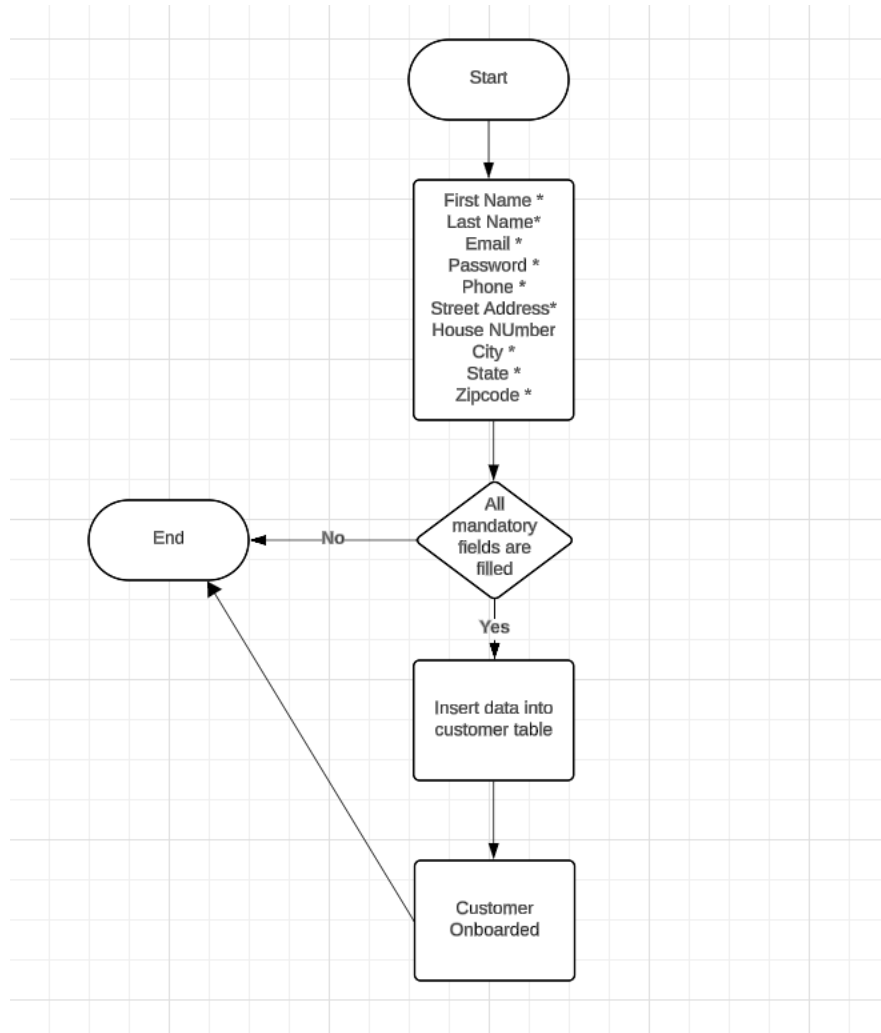 Start
First Name *
Last Name*
Email *
Password *
Phone *
Street Address*
House NUmber
City *
State *
Zipcode *
All
mandatory
fields are
filled
No
End
Yes
Insert data into
customer table
Customer
Onboarded